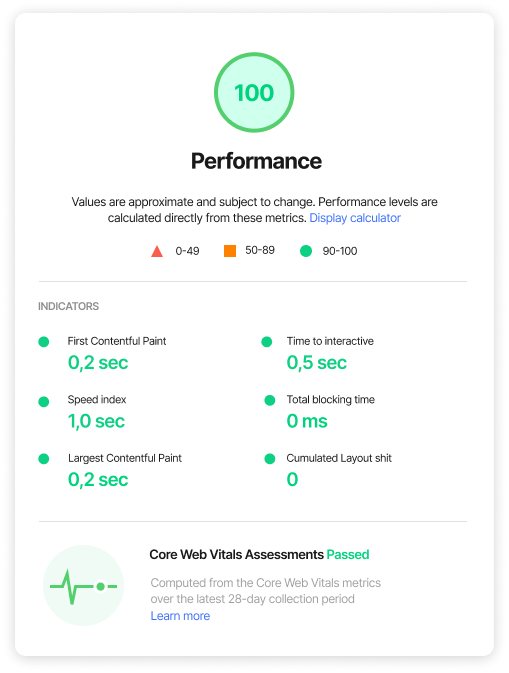 100
Performance
Values are approximate and subject to change. Performance levels are
calculated directly from these metrics. Display calculator
0-49 50-89 90-100
INDICATORS
First Contentful Paint
0,2 sec
Time to interactive
0,5 sec
Speed index
1,0 sec
Total blocking time
0 ms
Largest Contentful Paint
0,2 sec
Cumulated Layout shit
0
Core Web Vitals Assessments Passed
Computed from the Core Web Vitals metrics
over the latest 28-day collection period
Learn more